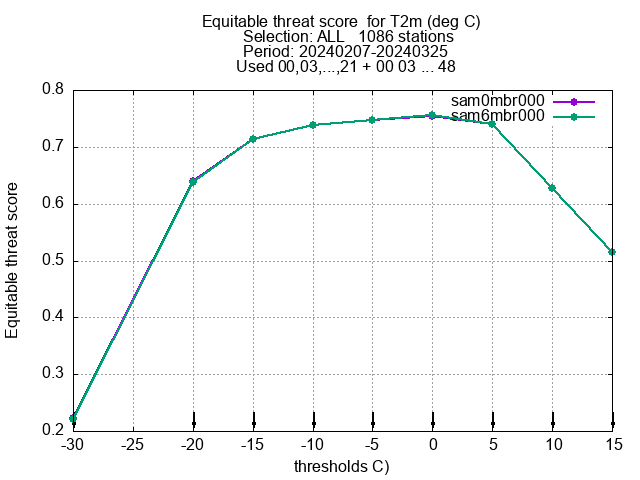 Equitable threat score  for T2m (deg C)
Selection: ALL   1086 stations
Period: 20240207-20240325
Used 00,03,...,21 + 00 03 ... 48
sam0mbr000
sam6mbr000
Equitable threat score
0.8
0.7
0.6
0.5
0.4
0.3
0.2
-30 -20 -15 -10 -5 0 5 10 15
thresholds C)